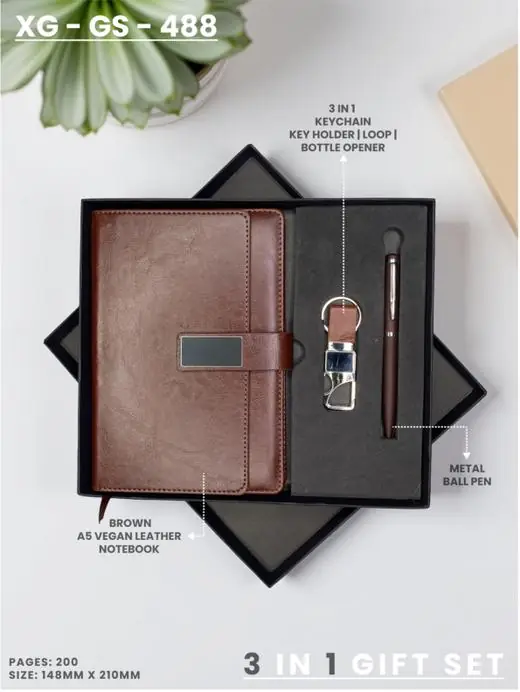 XG - GS - 488
3 IN 1
KEYCHAIN
KEY HOLDER | LOOP |
BOTTLE OPENER
METAL
BALL PEN
BROWN
A5 VEGAN LEATHER
NOTEBOOK
PAGES: 200
SIZE: 148MM X 210MM
3 IN 1 GIFT SET